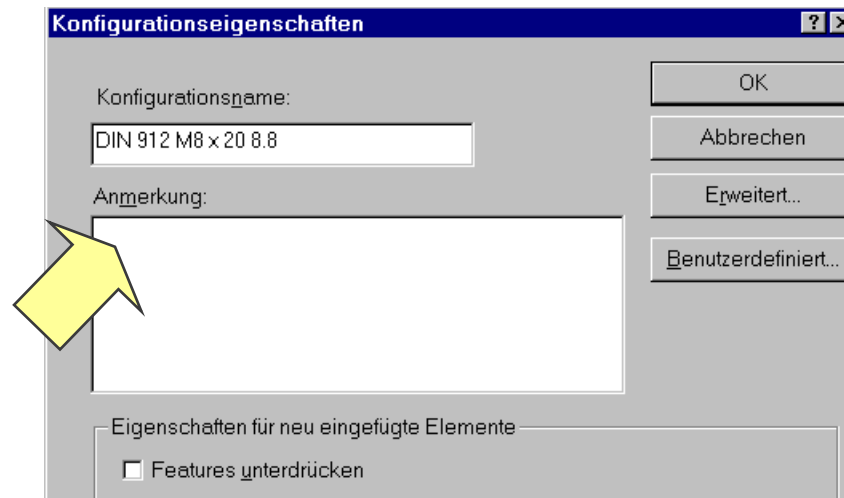 Konfigurationseigenschaften
Konfigurationsname:
DIN 912 M8 x 20 8.8
Anmerkung:
OK
Abbrechen
Erweitert...
Benutzerdefiniert...
Eigenschaften für neu eingefügte Elemente
Features unterdrücken